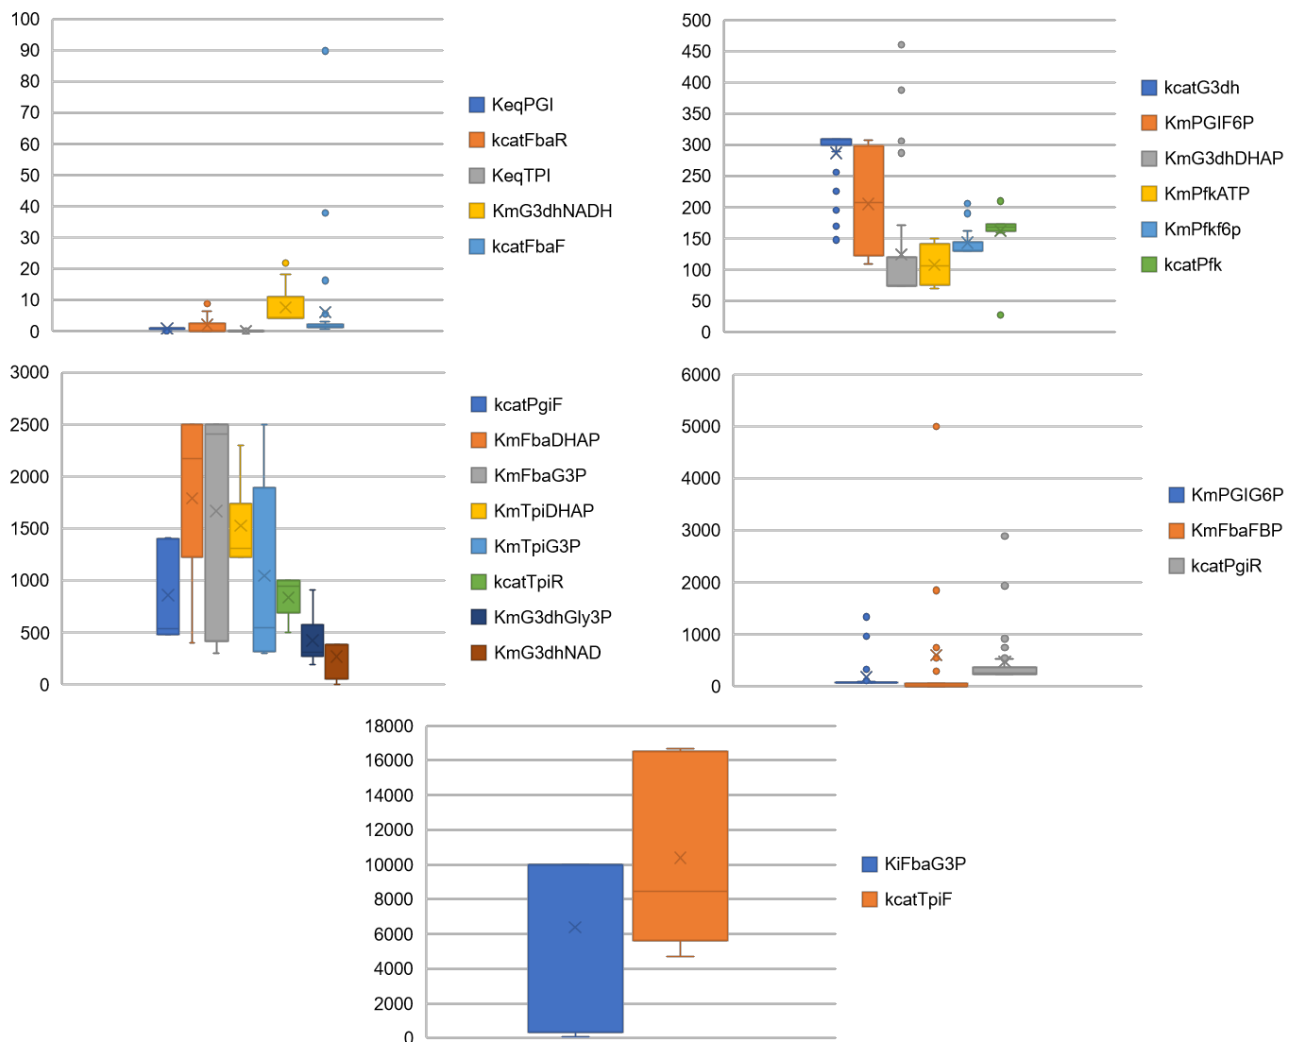 100
90
80
70
60
50
40
30
20
10
0
KeqPGI
kcatFbaR
KeqTPI
KmG3dhNADH
kcatFbaF
500
450
400
350
300
250
200
150
100
50
0
kcatG3dh
KmPGIF6P
KmG3dhDHAP
KmPfkATP
KmPfkf6p
kcatPfk
3000
2500
2000
1500
1000
500
0
kcatPgiF
KmFbaDHAP
KmFbaG3P
KmTpiDHAP
KmTpiG3P
kcatTpiR
KmG3dhGly3P
KmG3dhNAD
6000
5000
4000
3000
2000
1000
0
KmPGIG6P
KmFbaFBP
kcatPgiR
18000
16000
14000
12000
10000
8000
6000
4000
2000
0
KiFbaG3P
kcatTpiF